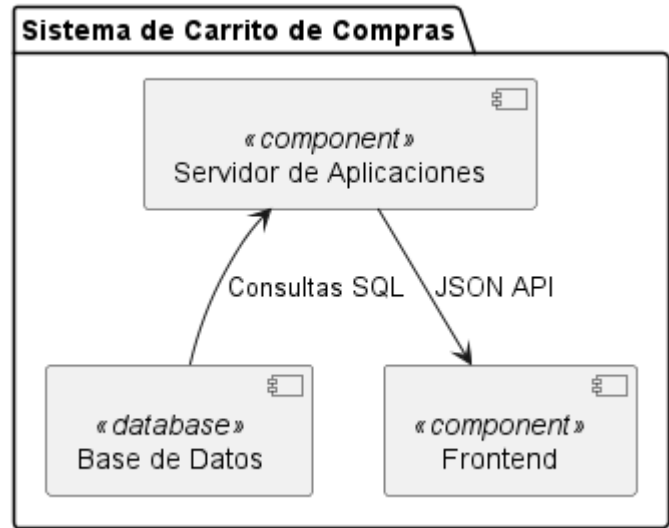 Sistema de Carrito de Compras
«component»
Servidor de Aplicaciones
Consultas SQL
JSON API
«database»
Base de Datos
«component»
Frontend